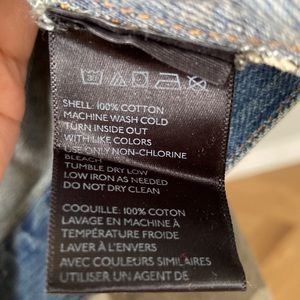 SHELL: 100% COTTON
MACHINE WASH COLD
TURN INSIDE OUT
WITH LIKE COLORS
USE ONLY NON-CHLORINE
BLEACH
TUMBLE DRY LOW
LOW IRON AS NEEDED
DO NOT DRY CLEAN
COQUILLE: 100% COTON
LAVAGE EN MACHINE À
TEMPÉRATURE FROIDE
LAVER À L'ENVERS
AVEC COULEURS SIMILAIRES
UTILISER UN AGENT DE